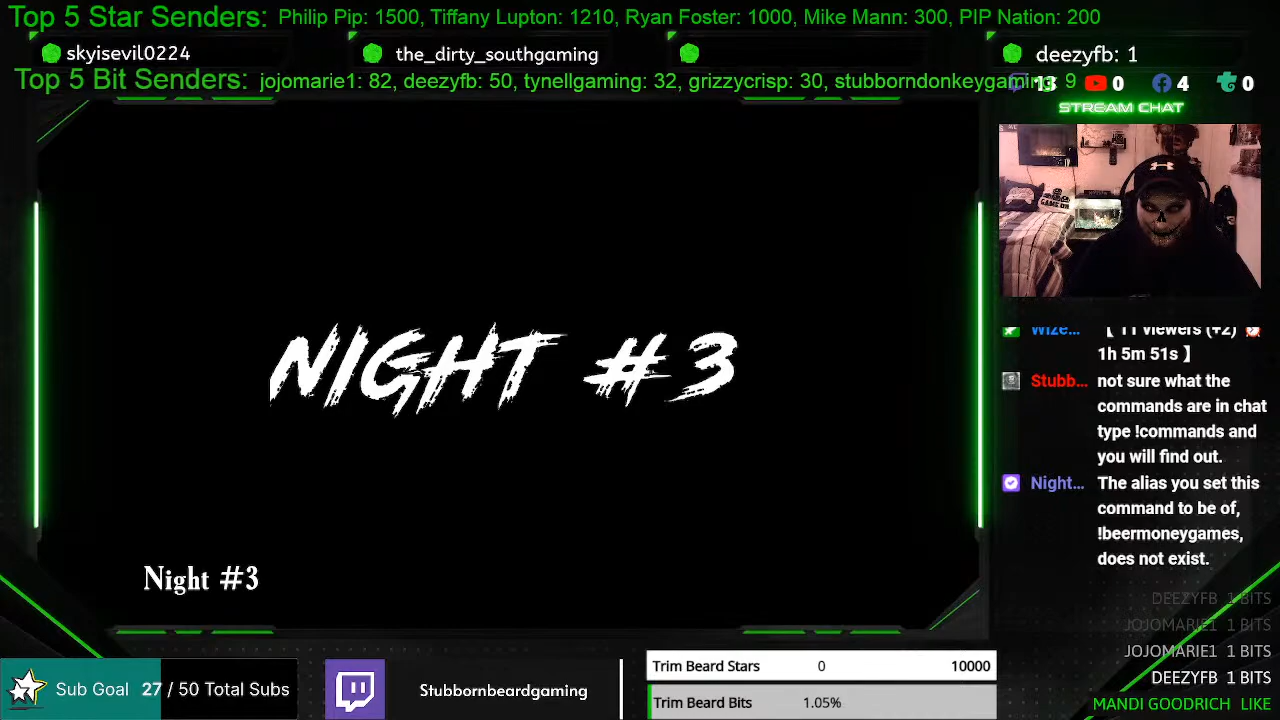 Top 5 Star Senders: Philip Pip: 1500, Tiffany Lupton: 1210, Ryan Foster: 1000, Mike Mann: 300, PIP Nation: 200
skyisevil0224
the_dirty_southgaming
deezyfb: 1
Top 5 Bit Senders: jojomarie1: 82, deezyfb: 50, tynellgaming: 32, grizzycrisp: 30, stubborndonkeygaming: 9
0 4 0
STREAM CHAT
Wize... 【 11 viewers (+2)
1h 5m 51s 】
Stubb... not sure what the
commands are in chat
type !commands and
you will find out.
NIGHT #3
Night... The alias you set this
command to be of,
!beermoneygames,
does not exist.
Night #3
DEEZYFB 1 BITS
JOJOMARIE1 1 BITS
JOJOMARIE1 1 BITS
DEEZYFB 1 BITS
MANDI GOODRICH LIKE
Sub Goal 27 / 50 Total Subs
Stubbornbeardgaming
Trim Beard Stars 0 10000
Trim Beard Bits 1.05%